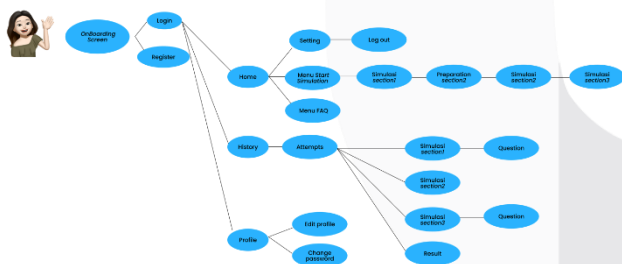 OnBoarding
Screen
Login
Register
Home
Setting
Log out
Menu Start
Simulation
Simulasi
section1
Preparation
section2
Simulasi
section2
Simulasi
section3
Menu FAQ
History
Attempts
Simulasi
section1
Question
Simulasi
section2
Simulasi
section3
Question
Result
Profile
Edit profile
Change
password